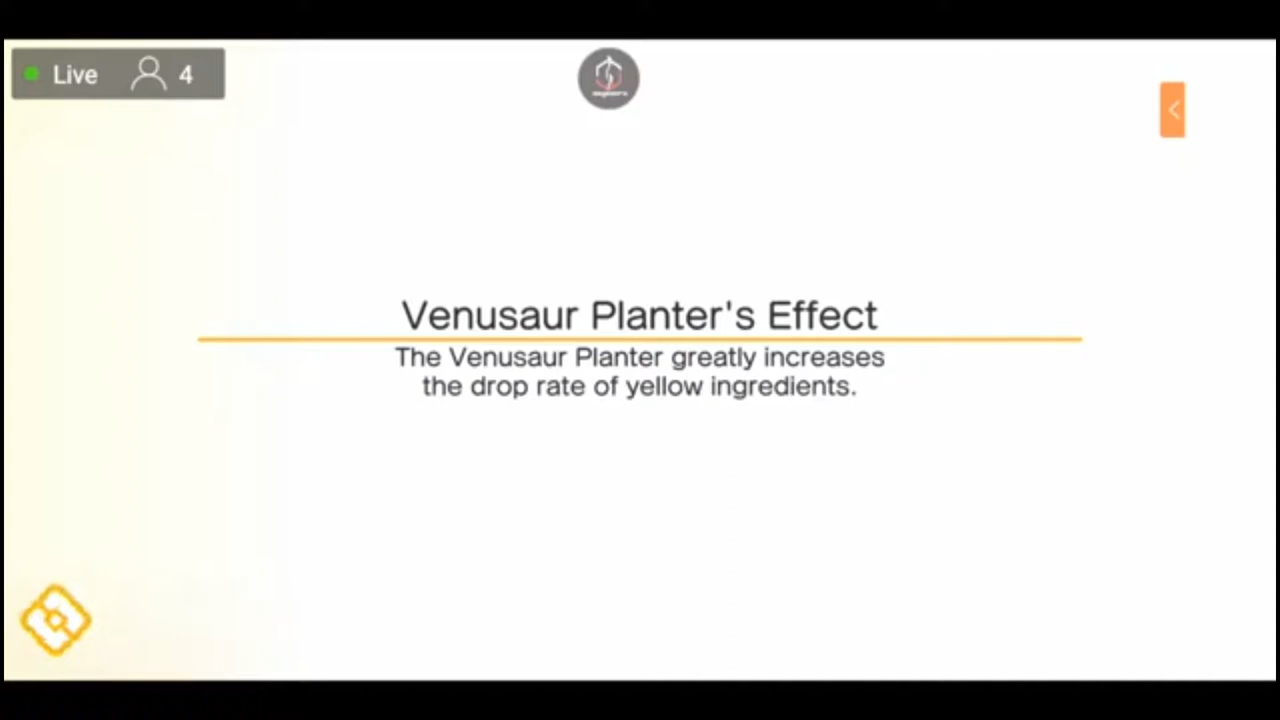 Live 4
Venusaur Planter's Effect
The Venusaur Planter greatly increases
the drop rate of yellow ingredients.